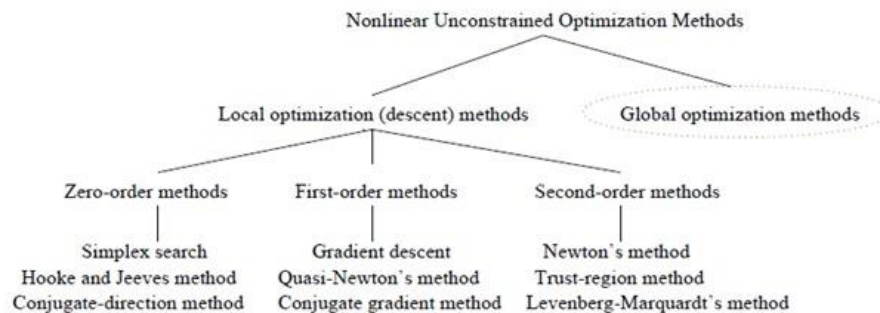 Nonlinear Unconstrained Optimization Methods
Local optimization (descent) methods
Global optimization methods
Zero-order methods
First-order methods
Second-order methods
Simplex search
Hooke and Jeeves method
Conjugate-direction method
Gradient descent
Quasi-Newton's method
Conjugate gradient method
Newton's method
Trust-region method
Levenberg-Marquardt's method